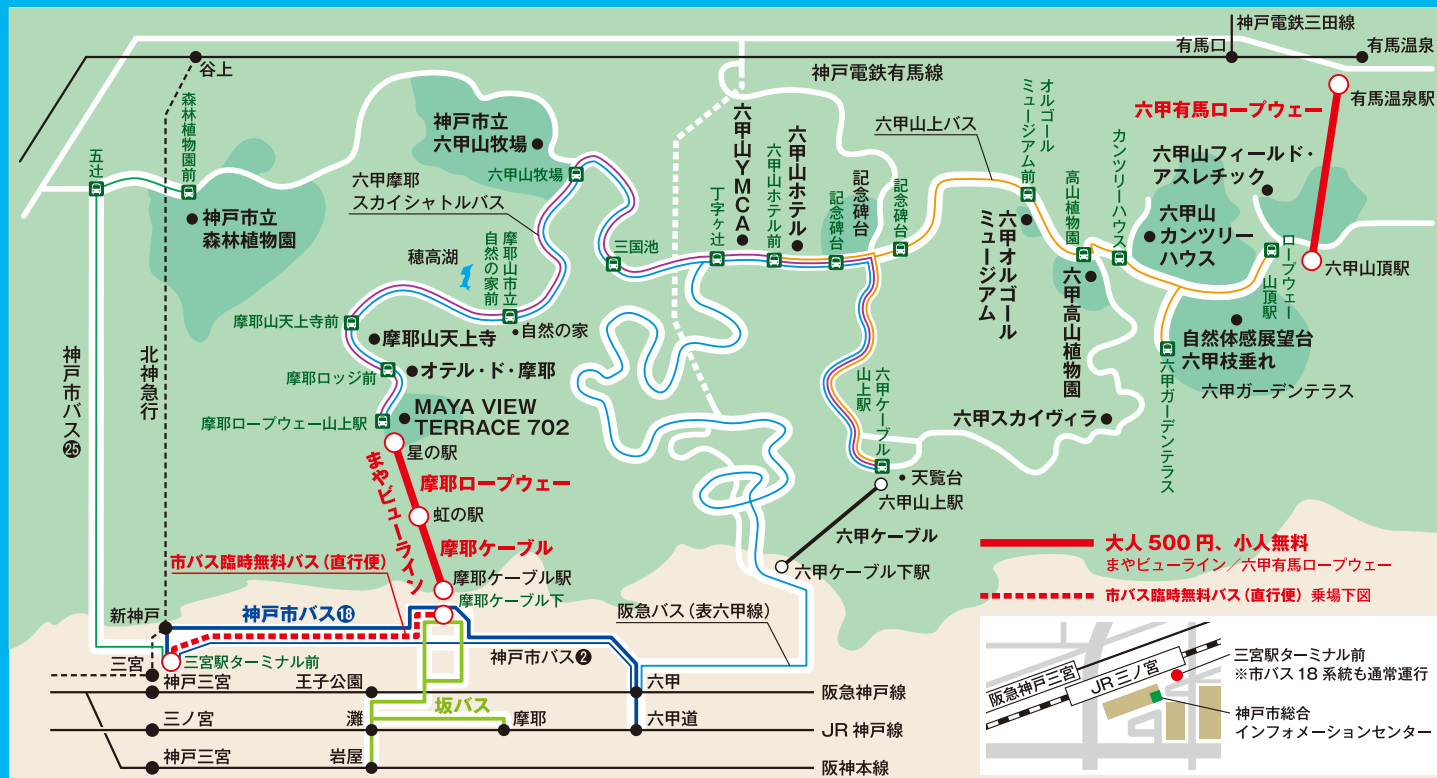 神戸電鉄三田線
有馬口
有馬温泉
谷上
神戸電鉄有馬線
有馬温泉駅
六甲有馬ロープウェー
六甲山頂駅
五辻
森林植物園前
神戸市立
森林植物園
神戸市立
六甲山牧場
六甲山牧場
六甲摩耶
スカイシャトルバス
穂高湖
摩耶山市立
自然の家前
自然の家
三国池
丁字ヶ辻
六甲山YMCA
六甲山ホテル前
六甲山ホテル
記念碑台
記念碑台
記念碑台
六甲山上バス
オルゴール
ミュージアム前
六甲オルゴール
ミュージアム
高山植物園
六甲高山植物園
カンツリーハウス
六甲山フィールド・
アスレチック
六甲山
カンツリー
ハウス
ロープウェー
山頂駅
自然体感展望台
六甲枝垂れ
六甲ガーデンテラス
六甲ガーデンテラス
六甲スカイヴィラ
摩耶山天上寺前
摩耶山天上寺
摩耶ロッジ前
オテル・ド・摩耶
摩耶ロープウェー山上駅
MAYA VIEW
TERRACE 702
星の駅
まやビューライン
摩耶ロープウェー
虹の駅
摩耶ケーブル
摩耶ケーブル駅
摩耶ケーブル下
六甲ケーブル
山上駅
天覧台
六甲山上駅
六甲ケーブル
六甲ケーブル下駅
神戸市バス㉕
北神急行
市バス臨時無料バス(直行便)
新神戸
神戸市バス⓲
三宮
三宮駅ターミナル前
神戸市バス❷
阪急バス(表六甲線)
神戸三宮
王子公園
六甲
阪急神戸線
坂バス
三ノ宮
灘
摩耶
六甲道
JR 神戸線
神戸三宮
岩屋
阪神本線
大人 500 円、小人無料
まやビューライン/六甲有馬ロープウェー
市バス臨時無料バス(直行便) 乗場下図
阪急神戸三宮
JR 三ノ宮
三宮駅ターミナル前
※市バス 18 系統も通常運行
神戸市総合
インフォメーションセンター